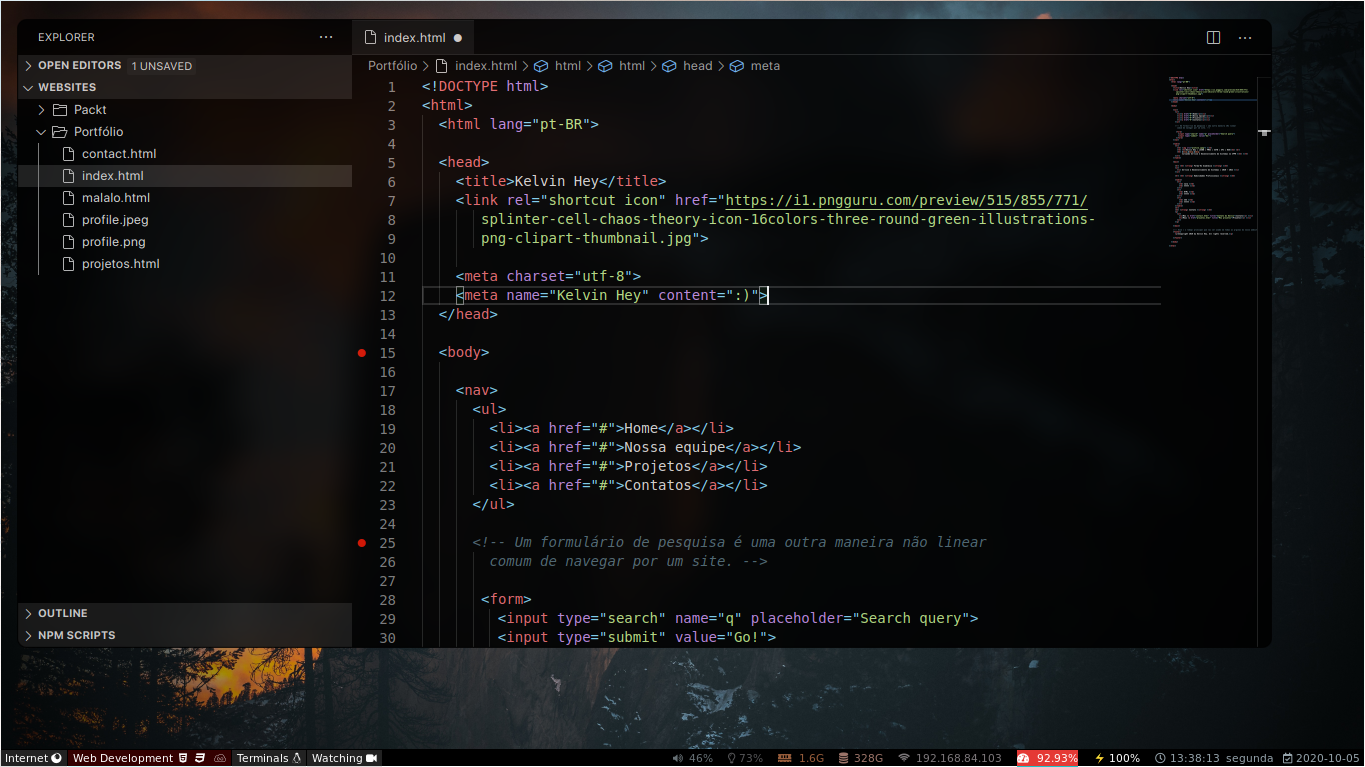 EXPLORER
OPEN EDITORS 1 UNSAVED
WEBSITES
Packt
Portfólio
contact.html
index.html
malalo.html
profile.jpeg
profile.png
projetos.html
OUTLINE
NPM SCRIPTS
index.html
Portfólio > index.html > html > html > head > meta
1 <!DOCTYPE html>
2 <html>
3 <html lang="pt-BR">
4
5 <head>
6 <title>Kelvin Hey</title>
7 <link rel="shortcut icon" href="https://i1.pngguru.com/preview/515/855/771/
8 splinter-cell-chaos-theory-icon-16colors-three-round-green-illustrations-
9 png-clipart-thumbnail.jpg">
10
11 <meta charset="utf-8">
12 <meta name="Kelvin Hey" content=":)">
13 </head>
14
15 <body>
16
17 <nav>
18 <ul>
19 <li><a href="#">Home</a></li>
20 <li><a href="#">Nossa equipe</a></li>
21 <li><a href="#">Projetos</a></li>
22 <li><a href="#">Contatos</a></li>
23 </ul>
24
25 <!-- Um formulário de pesquisa é uma outra maneira não linear
26 comum de navegar por um site. -->
27
28 <form>
29 <input type="search" name="q" placeholder="Search query">
30 <input type="submit" value="Go!">
Internet Web Development Terminals Watching 46% 73% 1.6G 328G 192.168.84.103 92.93% 100% 13:38:13 segunda 2020-10-05